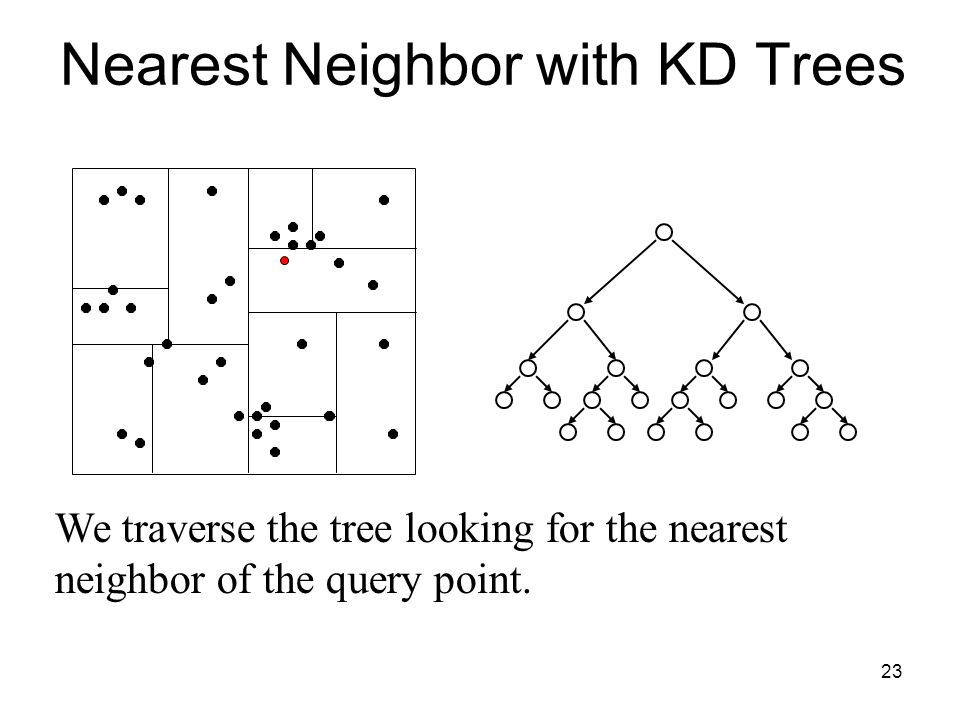 Nearest Neighbor with KD Trees
We traverse the tree looking for the nearest
neighbor of the query point.
23